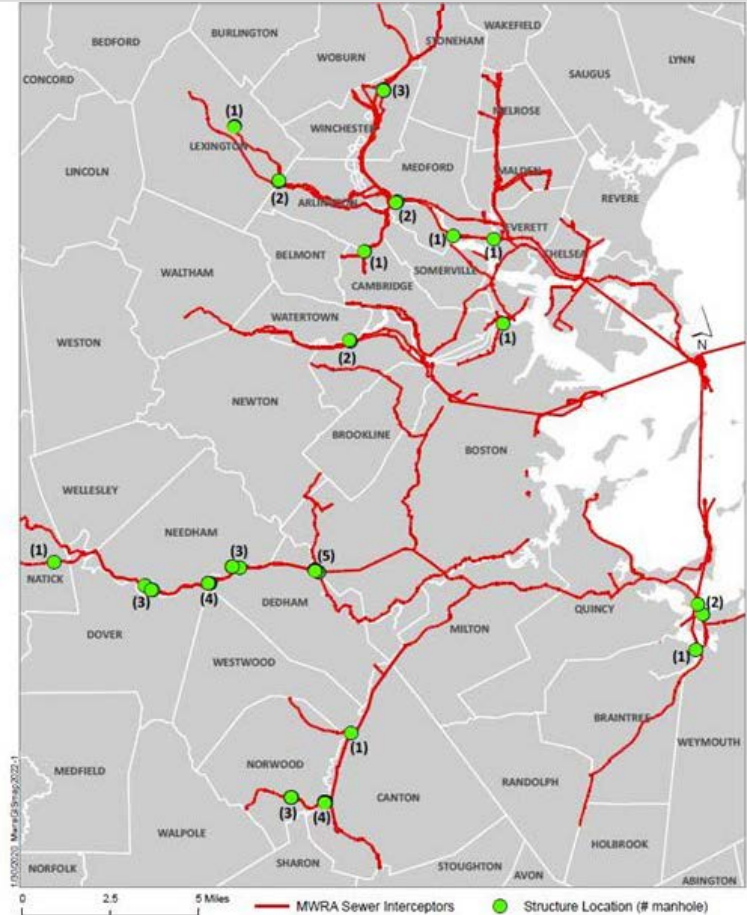 WAKEFIELD
BURLINGTON
BEDFORD
STONEHAM
WOBURN
LYNN
CONCORD
SAUGUS
(3)
(1)
MELROSE
WINCHESTER
LEXINGTON
MEDFORD
MALDEN
LINCOLN
(2)
REVERE
ARLINGTON
(2)
EVERETT
(1)
(1)
BELMONT
(1)
CHELSEA
SOMERVILLE
WALTHAM
CAMBRIDGE
WATERTOWN
(1)
WESTON
N
(2)
NEWTON
BROOKLINE
BOSTON
WELLESLEY
NEEDHAM
(1)
(3)
(5)
NATICK
(3)
(4)
DEDHAM
(2)
QUINCY
DOVER
MILTON
(1)
WESTWOOD
BRAINTREE
(1)
WEYMOUTH
NORWOOD
MEDFIELD
RANDOLPH
CANTON
(3)
(4)
WALPOLE
HOLBROOK
SHARON
STOUGHTON
NORFOLK
AVON
ABINGTON
0 2.5 5 Miles
MWRA Sewer Interceptors
Structure Location (# manhole)